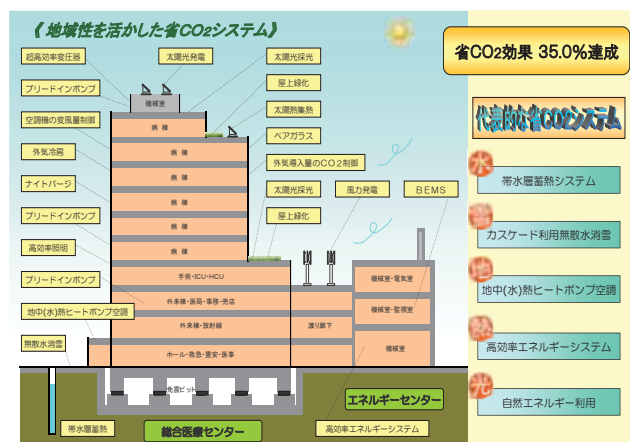 《 地域性を活かした省CO2システム》
省CO2効果 35.0%達成
代表的な省CO2システム
超高効率変圧器
太陽光発電
太陽光採光
ブリードインポンプ
機械室
屋上緑化
太陽熱集熱
空調機の変風量制御
病 棟
ペアガラス
外気冷房
病 棟
外気導入量のCO2制御
ナイトパージ
病 棟
太陽光採光
風力発電
BEMS
ブリードインポンプ
病 棟
屋上緑化
高効率照明
病 棟
ブリードインポンプ
手術・ICU・HCU
機械室・電気室
外来棟・医局・事務・売店
機械室・監視室
地中(水)熱ヒートポンプ空調
外来棟・放射線
渡り廊下
無散水消雪
ホール・救急・霊安・医事
機械室
免震ピット
エネルギーセンター
帯水層蓄熱
総合医療センター
高効率エネルギーシステム
水
帯水層蓄熱システム
雪
カスケード利用無散水消雪
地
地中(水)熱ヒートポンプ空調
熱
高効率エネルギーシステム
光
自然エネルギー利用